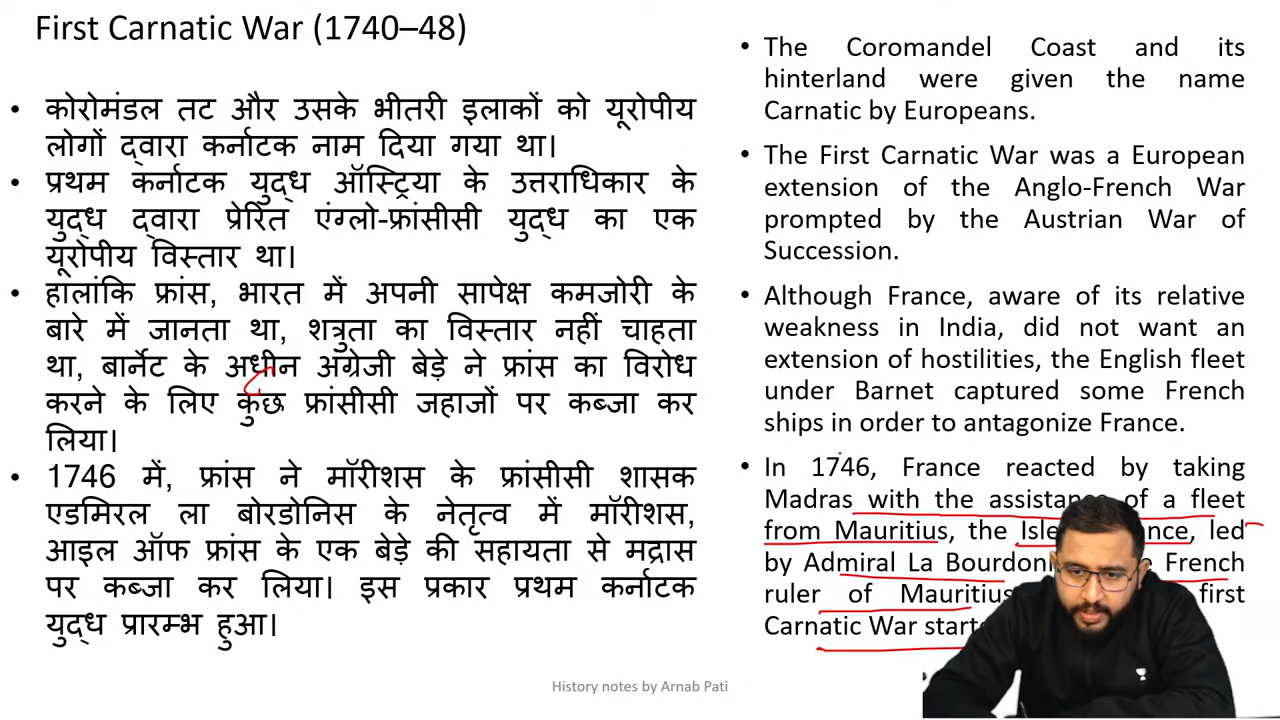 First Carnatic War (1740–48)
• कोरोमंडल तट और उसके भीतरी इलाकों को यूरोपीय
लोगों द्वारा कर्नाटक नाम दिया गया था।
• प्रथम कर्नाटक युद्ध ऑस्ट्रिया के उत्तराधिकार के
युद्ध द्वारा प्रेरित एंग्लो-फ्रांसीसी युद्ध का एक
यूरोपीय विस्तार था।
• हालांकि फ्रांस, भारत में अपनी सापेक्ष कमजोरी के
बारे में जानता था, शत्रुता का विस्तार नहीं चाहता
था, बार्नेट के अधीन अंग्रेजी बेड़े ने फ्रांस का विरोध
करने के लिए कुछ फ्रांसीसी जहाजों पर कब्जा कर
लिया।
• 1746 में, फ्रांस ने मॉरीशस के फ्रांसीसी शासक
एडमिरल ला बोरडोनिस के नेतृत्व में मॉरीशस,
आइल ऑफ फ्रांस के एक बेड़े की सहायता से मद्रास
पर कब्जा कर लिया। इस प्रकार प्रथम कर्नाटक
युद्ध प्रारम्भ हुआ।
• The Coromandel Coast and its
hinterland were given the name
Carnatic by Europeans.
• The First Carnatic War was a European
extension of the Anglo-French War
prompted by the Austrian War of
Succession.
• Although France, aware of its relative
weakness in India, did not want an
extension of hostilities, the English fleet
under Barnet captured some French
ships in order to antagonize France.
• In 1746, France reacted by taking
Madras with the assistance of a fleet
from Mauritius, the Isle led
by Admiral La French
ruler of Mauritius first
Carnatic War
History notes by Arnab Pati